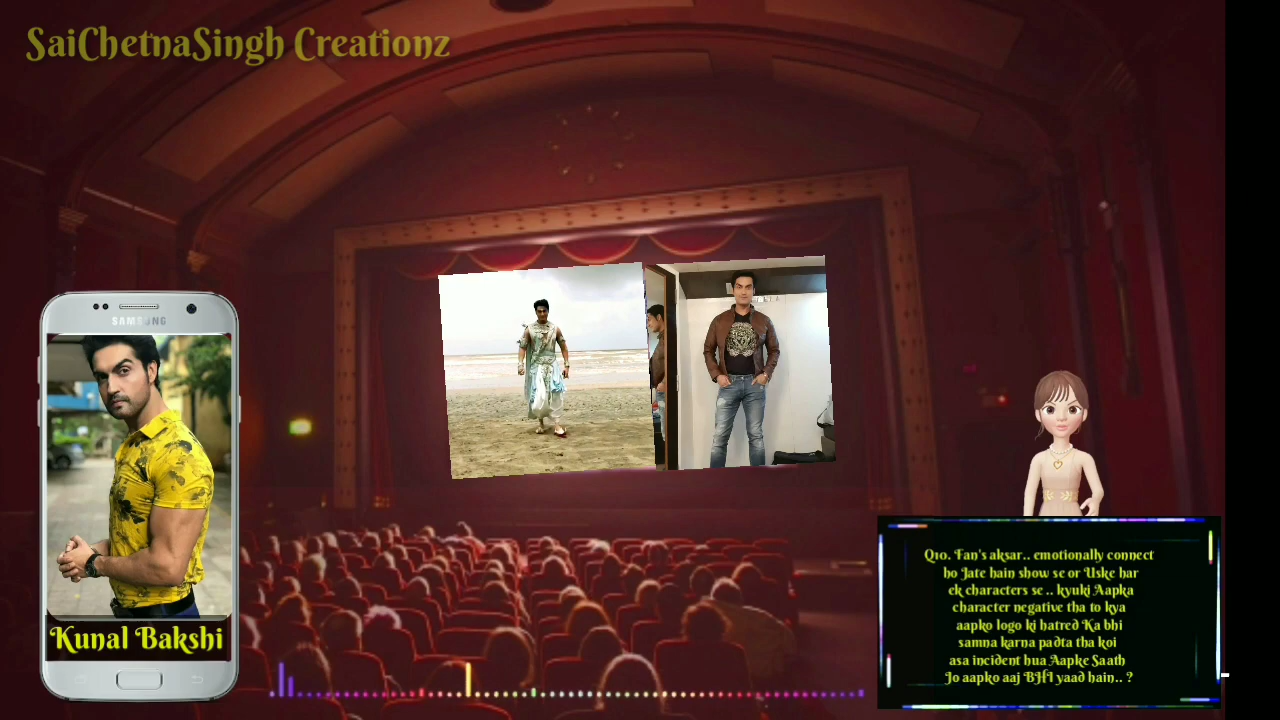 SaiChetnaSingh Creationz
SAMSUNG
Kunal Bakshi
Q10. Fan's aksar.. emotionally connect
ho Jate hain show se or Uske har
ek characters se .. kyuki Aapka
character negative tha to kya
aapko logo ki hatred Ka bhi
samna karna padta tha koi
asa incident hua Aapke Saath
Jo aapko aaj BHI yaad hain.. ?